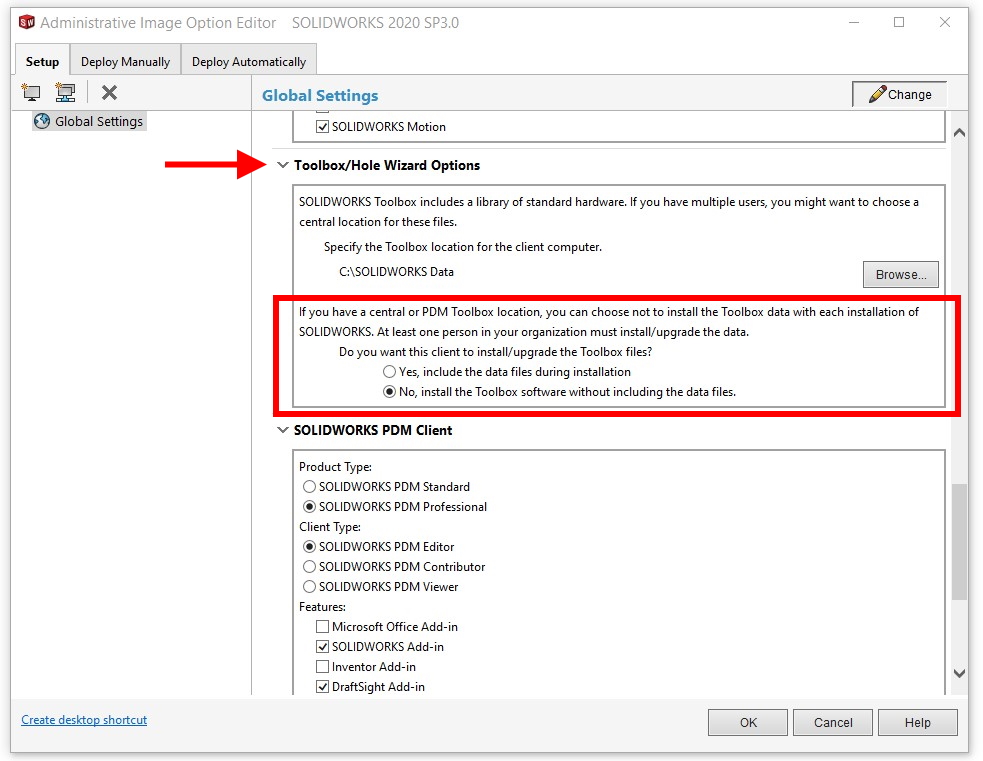 Administrative Image Option Editor SOLIDWORKS 2020 SP3.0
Setup Deploy Manually Deploy Automatically
Global Settings Change
Global Settings
SOLIDWORKS Motion
Toolbox/Hole Wizard Options
SOLIDWORKS Toolbox includes a library of standard hardware. If you have multiple users, you might want to choose a
central location for these files.
Specify the Toolbox location for the client computer.
C:\SOLIDWORKS Data
Browse...
If you have a central or PDM Toolbox location, you can choose not to install the Toolbox data with each installation of
SOLIDWORKS. At least one person in your organization must install/upgrade the data.
Do you want this client to install/upgrade the Toolbox files?
Yes, include the data files during installation
No, install the Toolbox software without including the data files.
SOLIDWORKS PDM Client
Product Type:
SOLIDWORKS PDM Standard
SOLIDWORKS PDM Professional
Client Type:
SOLIDWORKS PDM Editor
SOLIDWORKS PDM Contributor
SOLIDWORKS PDM Viewer
Features:
Microsoft Office Add-in
SOLIDWORKS Add-in
Inventor Add-in
DraftSight Add-in
Create desktop shortcut
OK Cancel Help